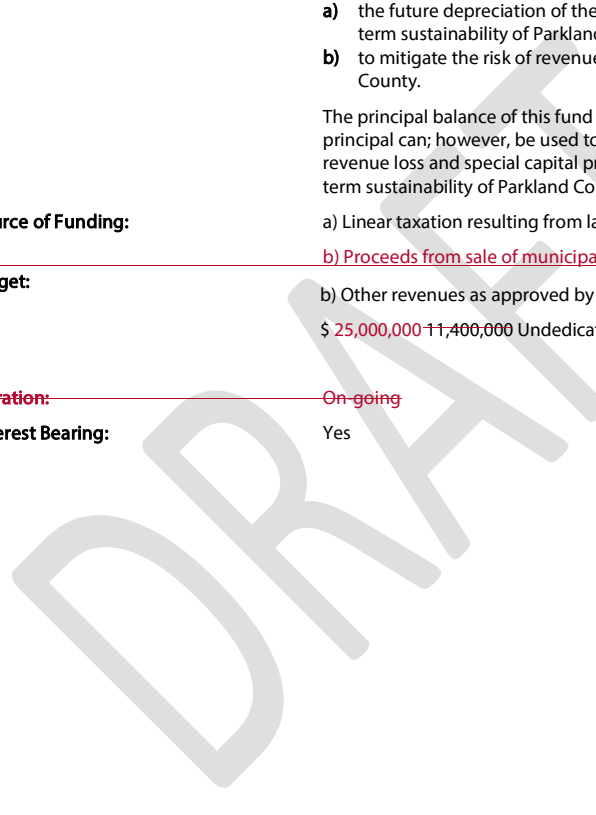 a) the future depreciation of the
term sustainability of Parkland
b) to mitigate the risk of revenue
County.
The principal balance of this fund
principal can; however, be used to
revenue loss and special capital pr
term sustainability of Parkland Co
urce of Funding: a) Linear taxation resulting from la
b) Proceeds from sale of municipa
get:
b) Other revenues as approved by
$ 25,000,000 11,400,000 Undedicat
ration: On-going
erest Bearing: Yes
DRAFT